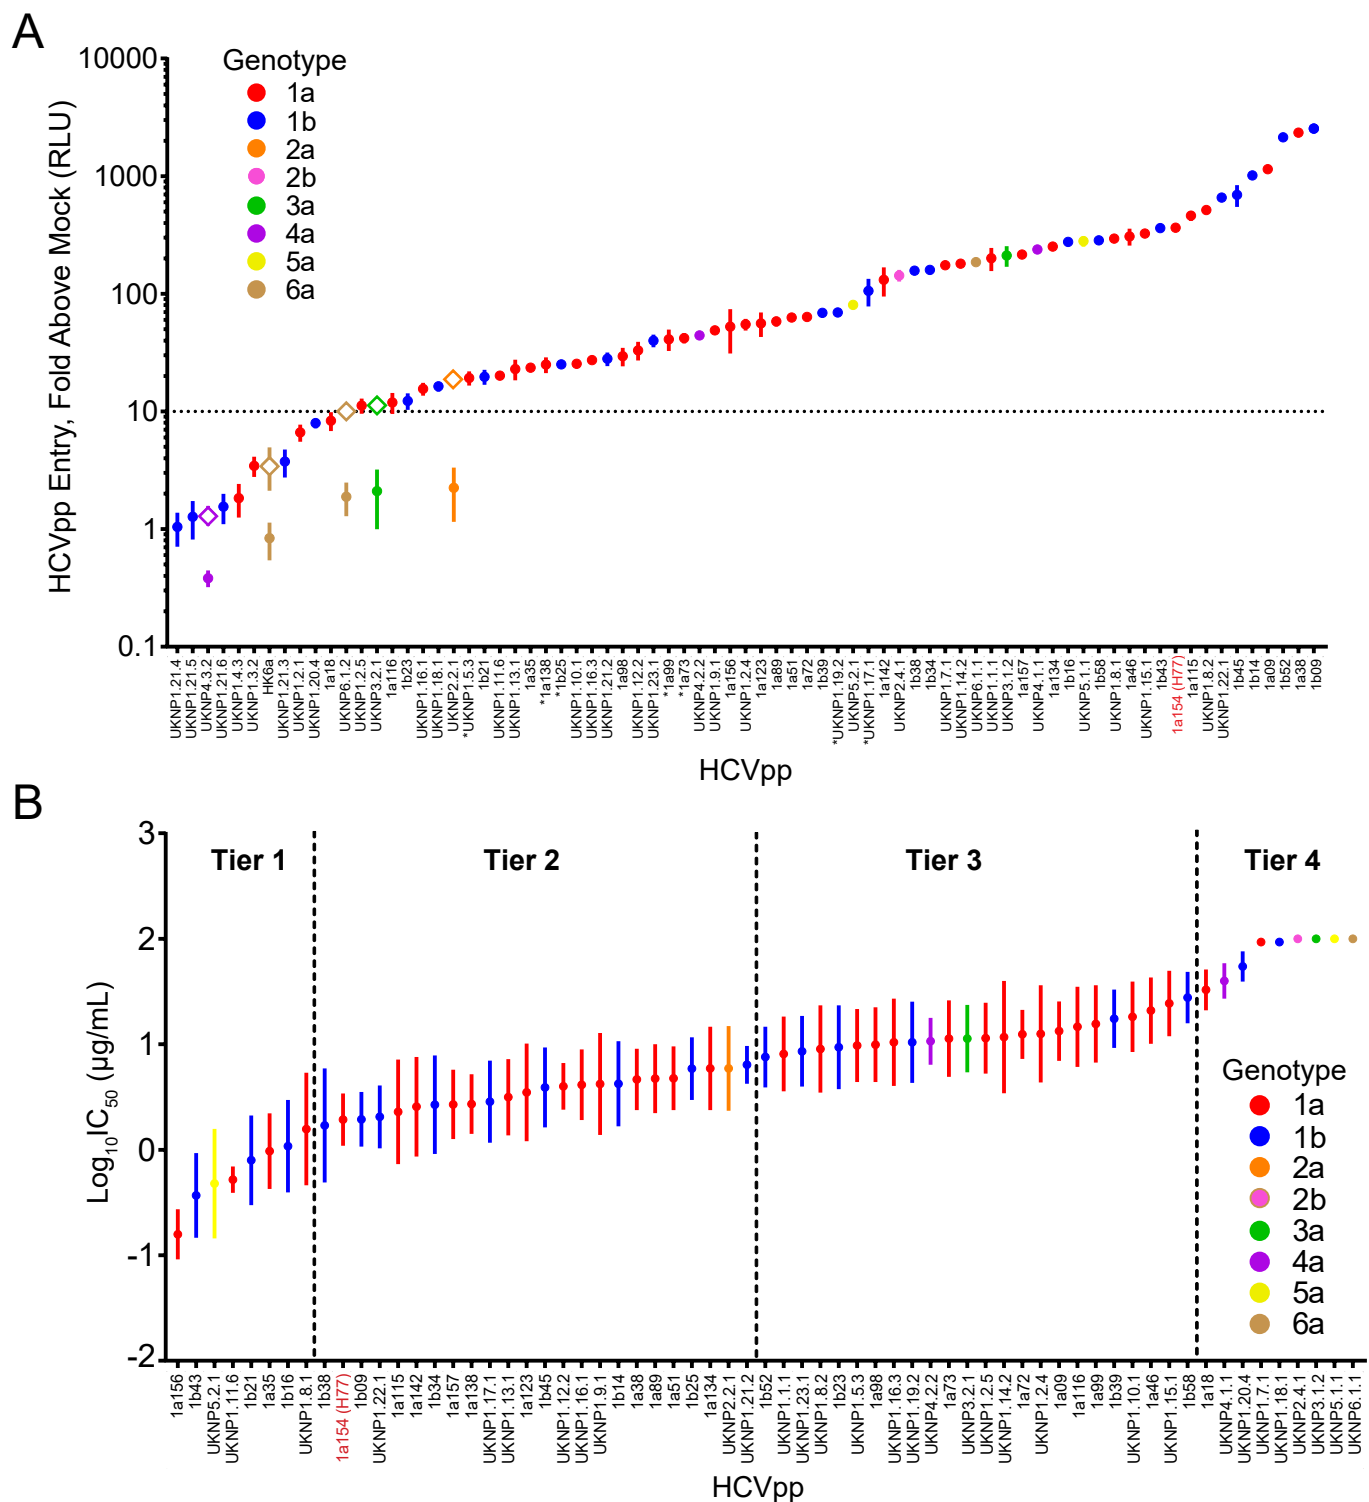 A
HCVpp Entry, Fold Above Mock (RLU)
10000
1000
100
10
1
0.1
Genotype
1a
1b
2a
2b
3a
4a
5a
6a
UKNP1.21.4
UKNP1.21.5
UKNP4.3.2
UKNP1.21.6
UKNP1.4.3
UKNP1.3.2
HK6a
UKNP1.21.3
UKNP1.2.1
UKNP1.20.4
1a18
UKNP6.1.2
UKNP1.2.5
UKNP3.2.1
1a116
1b23
UKNP1.16.1
UKNP1.18.1
UKNP2.2.1
*UKNP1.5.3
1b21
UKNP1.11.6
UKNP1.13.1
1a35
*1a138
*1b25
UKNP1.10.1
UKNP1.16.3
UKNP1.21.2
1a98
UKNP1.12.2
UKNP1.23.1
*1a99
*1a73
UKNP4.2.2
UKNP1.9.1
1a156
UKNP1.2.4
1a123
1a89
1a51
1a72
1b39
*UKNP1.19.2
UKNP5.2.1
*UKNP1.17.1
1a142
UKNP2.4.1
1b38
1b34
UKNP1.7.1
UKNP1.14.2
UKNP6.1.1
UKNP1.1.1
UKNP3.1.2
1a157
UKNP4.1.1
1a134
1b16
UKNP5.1.1
1b58
UKNP1.8.1
1a46
UKNP1.15.1
1b43
1a154 (H77)
1a115
UKNP1.8.2
UKNP1.22.1
1b45
1b14
1a09
1b52
1a38
1b09
HCVpp
B
Log10IC50 (µg/mL)
3
2
1
0
-1
-2
Tier 1
Tier 2
Tier 3
Tier 4
Genotype
1a
1b
2a
2b
3a
4a
5a
6a
1a156
1b43
UKNP5.2.1
UKNP1.11.6
1b21
1a35
1b16
UKNP1.8.1
1b38
1a154 (H77)
1b09
UKNP1.22.1
1a115
1a142
1b34
1a157
1a138
UKNP1.17.1
UKNP1.13.1
1a123
1b45
UKNP1.12.2
UKNP1.16.1
UKNP1.9.1
1b14
1a38
1a89
1a51
1b25
1a134
UKNP2.2.1
UKNP1.21.2
1b52
UKNP1.1.1
UKNP1.23.1
UKNP1.8.2
1b23
UKNP1.5.3
1a98
UKNP1.16.3
UKNP1.19.2
UKNP4.2.2
1a73
UKNP3.2.1
UKNP1.2.5
UKNP1.14.2
1a72
UKNP1.2.4
1a09
1a116
1a99
1b39
UKNP1.10.1
1a46
UKNP1.15.1
1b58
1a18
UKNP4.1.1
UKNP1.20.4
UKNP1.7.1
UKNP1.18.1
UKNP2.4.1
UKNP3.1.2
UKNP5.1.1
UKNP6.1.1
HCVpp